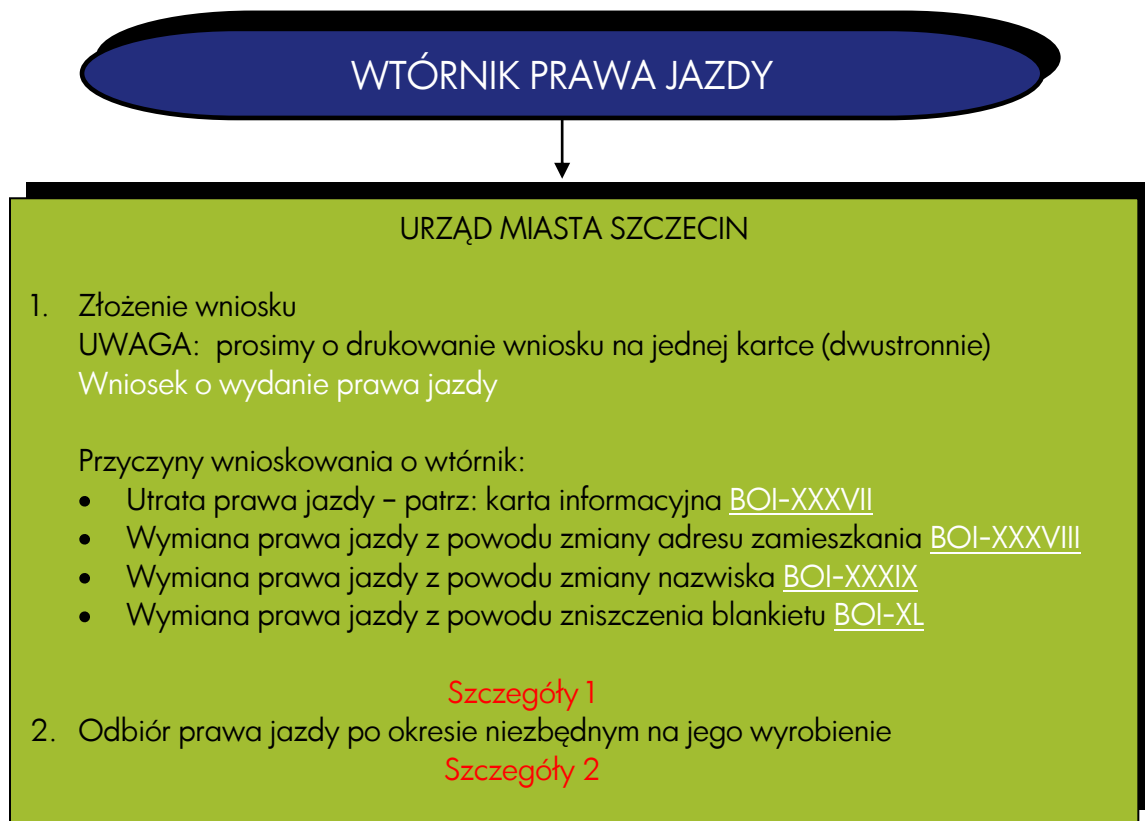 WTÓRNIK PRAWA JAZDY
URZĄD MIASTA SZCZECIN
1. Złożenie wniosku
UWAGA: prosimy o drukowanie wniosku na jednej kartce (dwustronnie)
Wniosek o wydanie prawa jazdy
Przyczyny wnioskowania o wtórnik:
• Utrata prawa jazdy – patrz: karta informacyjna BOI-XXXVII
• Wymiana prawa jazdy z powodu zmiany adresu zamieszkania BOI-XXXVIII
• Wymiana prawa jazdy z powodu zmiany nazwiska BOI-XXXIX
• Wymiana prawa jazdy z powodu zniszczenia blankietu BOI-XL
Szczegóły 1
2. Odbiór prawa jazdy po okresie niezbędnym na jego wyrobienie
Szczegóły 2